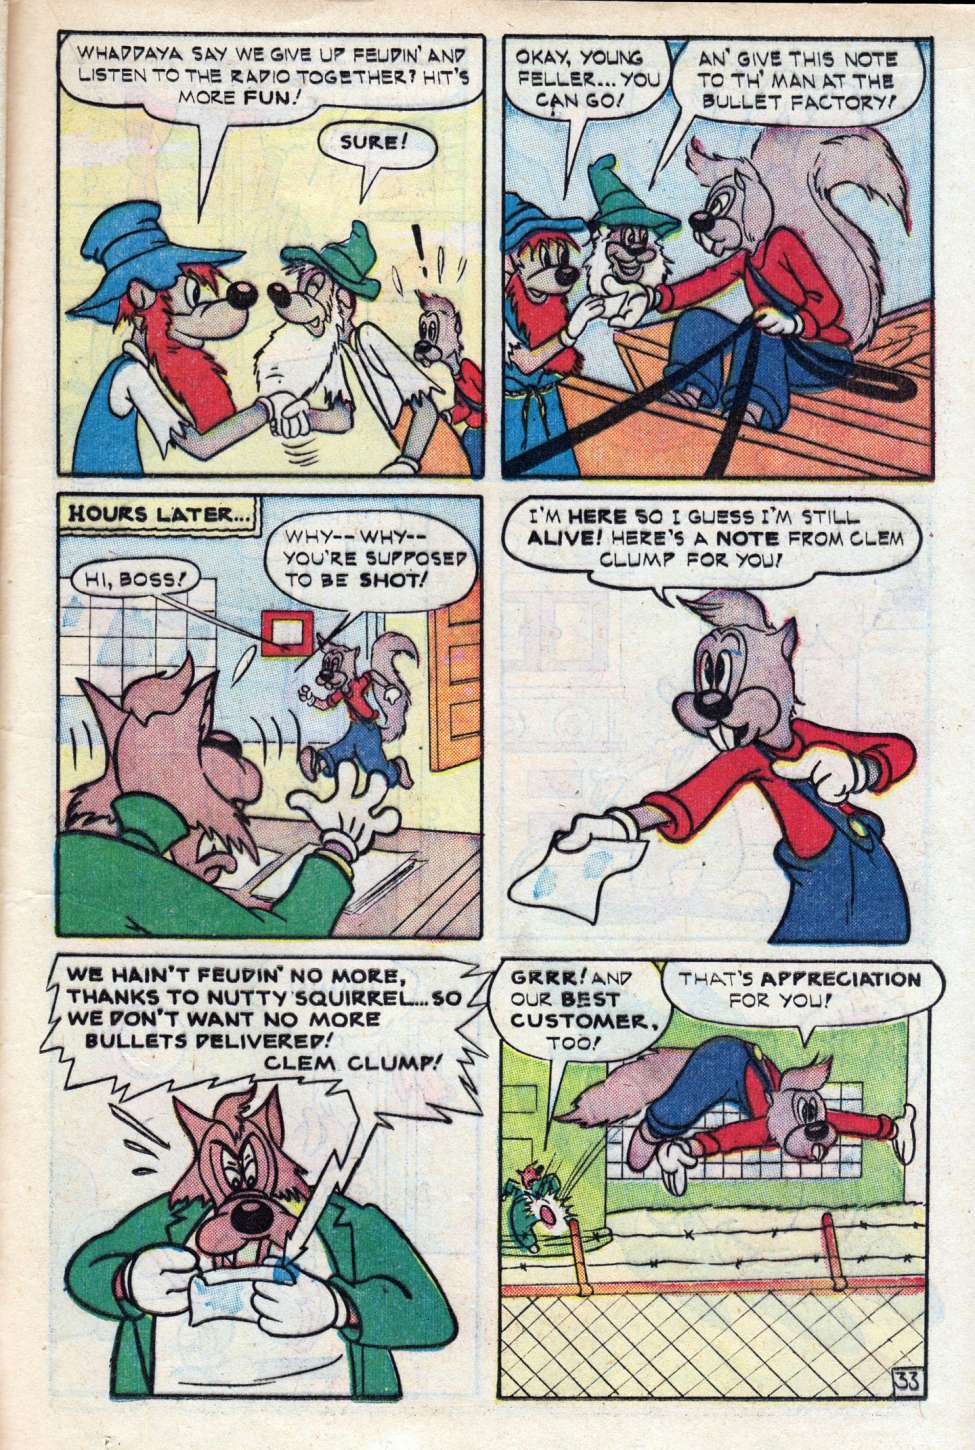 WHADDAYA SAY WE GIVE UP FEUDIN' AND
LISTEN TO THE RADIO TOGETHER? HIT'S
MORE FUN!
SURE!
!
OKAY, YOUNG
FELLER... YOU
CAN GO!
AN' GIVE THIS NOTE
TO TH' MAN AT THE
BULLET FACTORY!
HOURS LATER...
HI, BOSS!
WHY-- WHY--
YOU'RE SUPPOSED
TO BE SHOT!
I'M HERE SO I GUESS I'M STILL
ALIVE! HERE'S A NOTE FROM CLEM
CLUMP FOR YOU!
WE HAIN'T FEUDIN' NO MORE,
THANKS TO NUTTY SQUIRREL... SO
WE DON'T WANT NO MORE
BULLETS DELIVERED!
CLEM CLUMP!
GRRR! AND
OUR BEST
CUSTOMER,
TOO!
THAT'S APPRECIATION
FOR YOU!
33